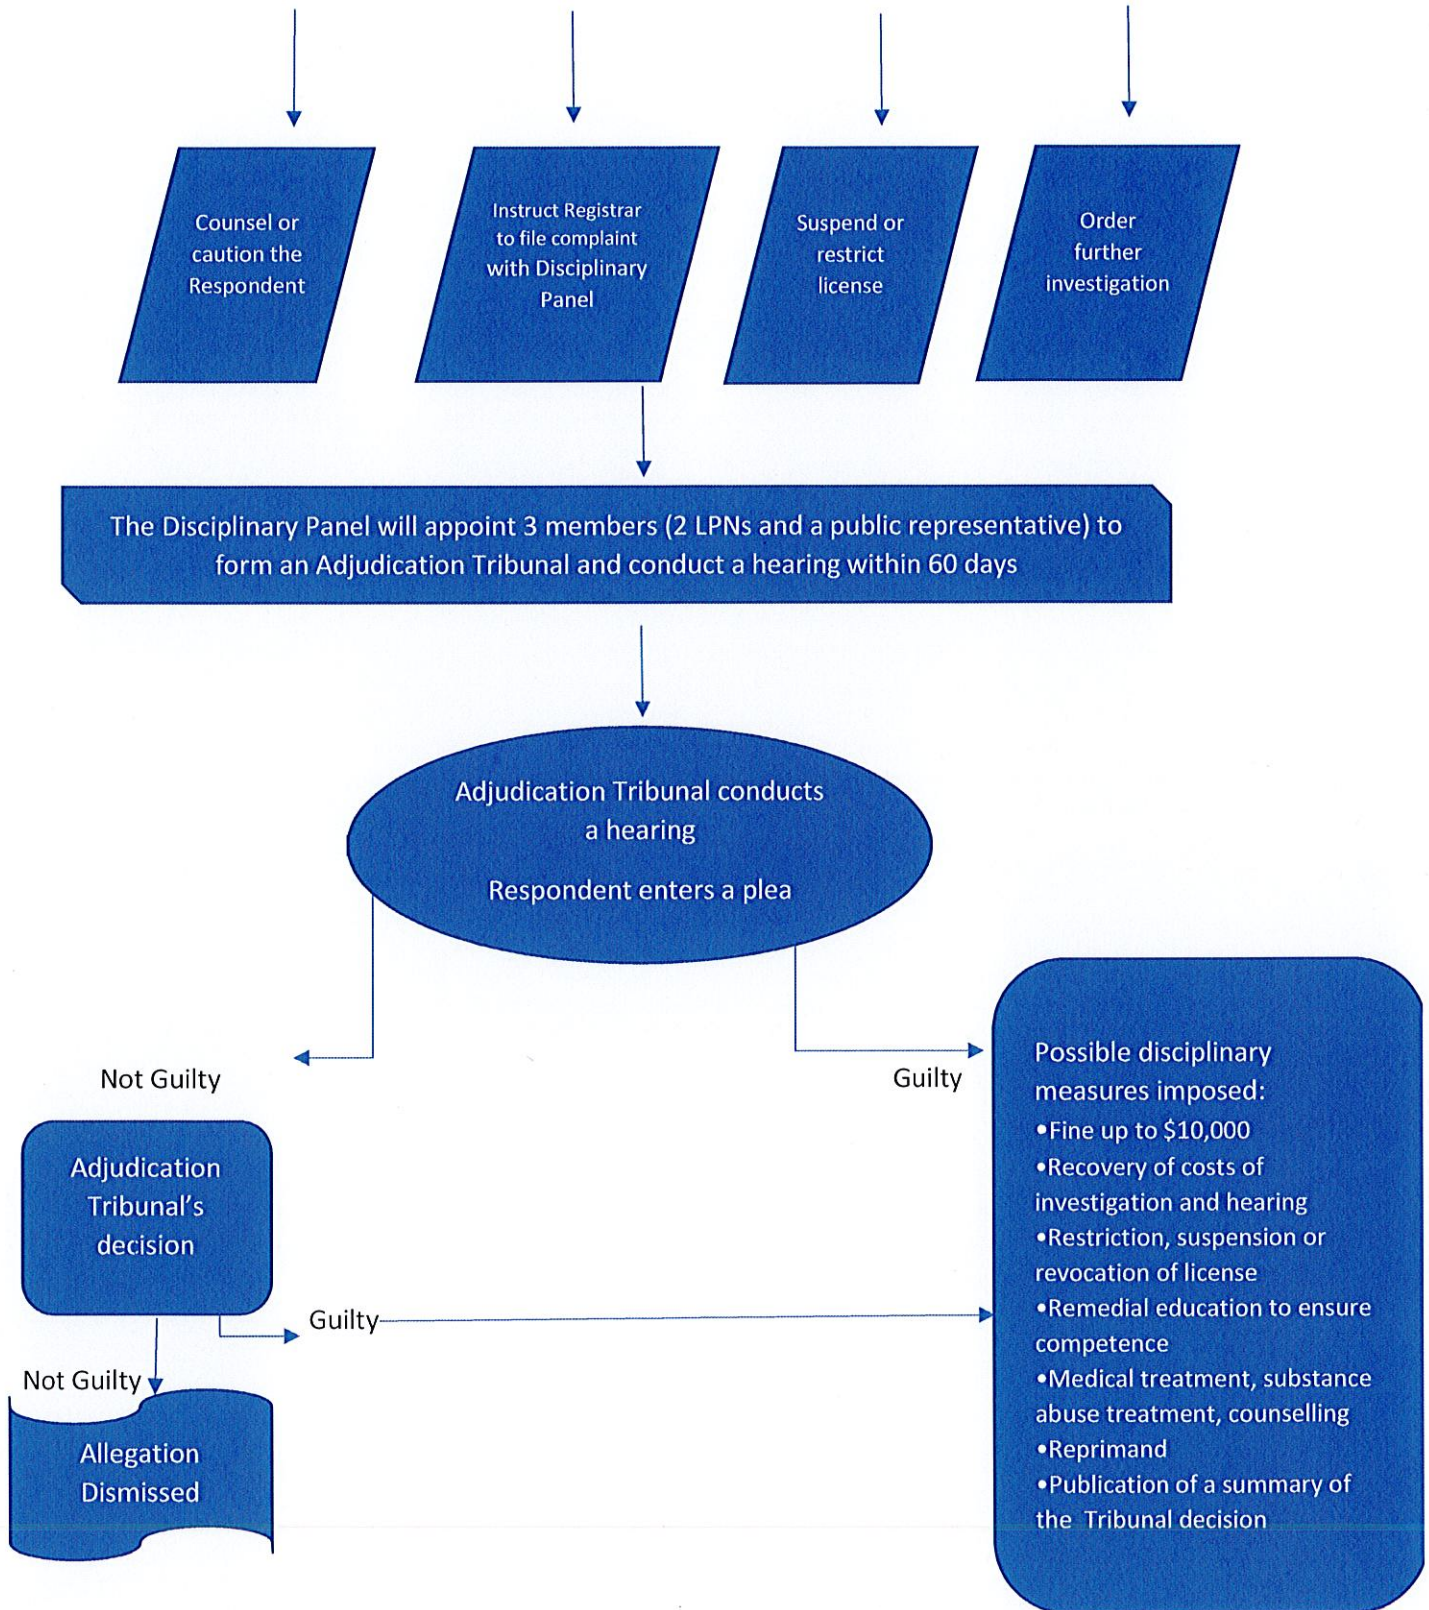 Counsel or
caution the
Respondent
Instruct Registrar
to file complaint
with Disciplinary
Panel
Suspend or
restrict
license
Order
further
investigation
The Disciplinary Panel will appoint 3 members (2 LPNs and a public representative) to
form an Adjudication Tribunal and conduct a hearing within 60 days
Adjudication Tribunal conducts
a hearing
Respondent enters a plea
Not Guilty
Guilty
Adjudication
Tribunal’s
decision
Guilty
Not Guilty
Allegation
Dismissed
Possible disciplinary
measures imposed:
•Fine up to $10,000
•Recovery of costs of
investigation and hearing
•Restriction, suspension or
revocation of license
•Remedial education to ensure
competence
•Medical treatment, substance
abuse treatment, counselling
•Reprimand
•Publication of a summary of
the Tribunal decision